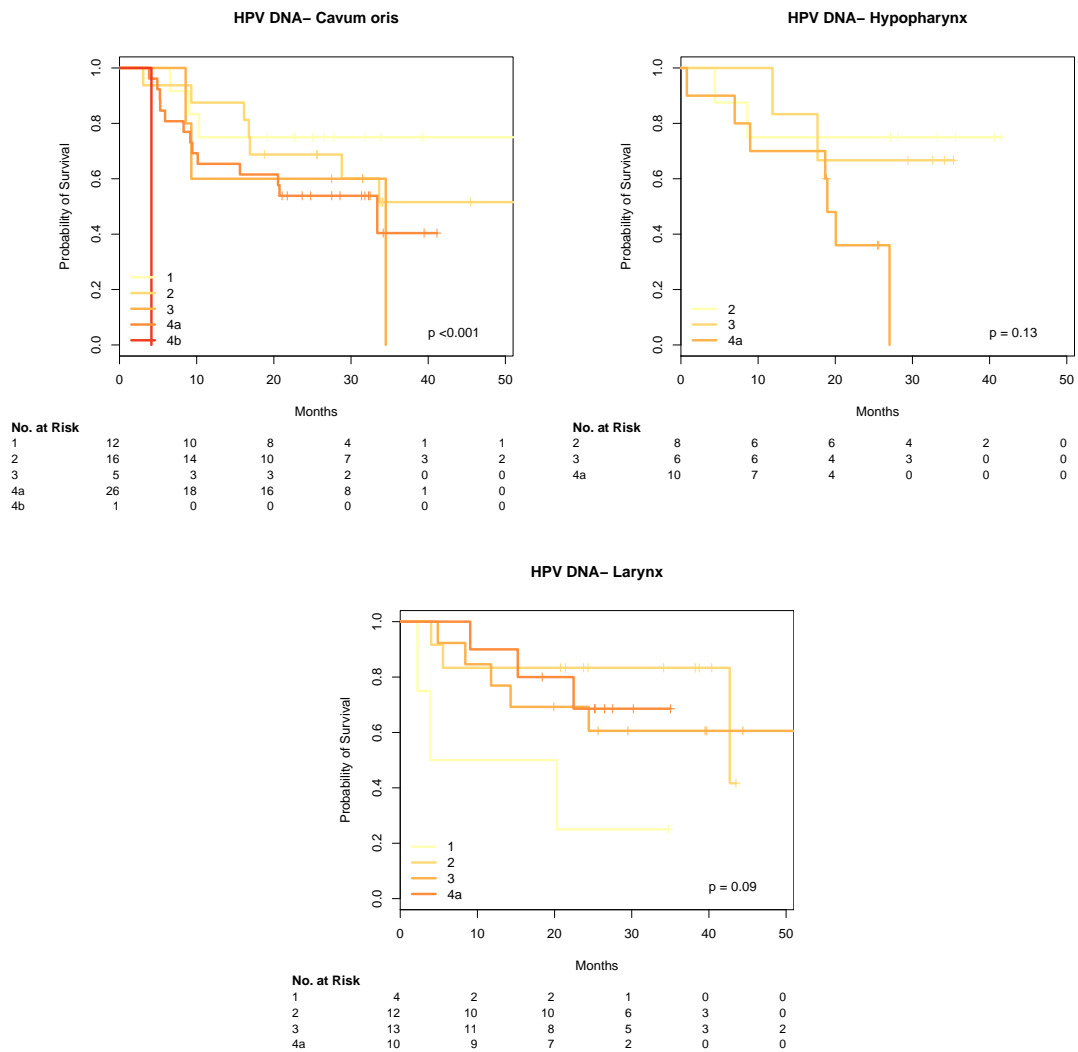 HPV DNA– Cavum oris
Probability of Survival
1.0
0.8
0.6
0.4
0.2
0.0
1
2
3
4a
4b
p <0.001
0 10 20 30 40 50
Months
No. at Risk
1 12 10 8 4 1 1
2 16 14 10 7 3 2
3 5 3 3 2 0 0
4a 26 18 16 8 1 0
4b 1 0 0 0 0 0
HPV DNA– Hypopharynx
Probability of Survival
1.0
0.8
0.6
0.4
0.2
0.0
2
3
4a
p = 0.13
0 10 20 30 40 50
Months
No. at Risk
2 8 6 6 4 2 0
3 6 6 4 3 0 0
4a 10 7 4 0 0 0
HPV DNA– Larynx
Probability of Survival
1.0
0.8
0.6
0.4
0.2
0.0
1
2
3
4a
p = 0.09
0 10 20 30 40 50
Months
No. at Risk
1 4 2 2 1 0 0
2 12 10 10 6 3 0
3 13 11 8 5 3 2
4a 10 9 7 2 0 0